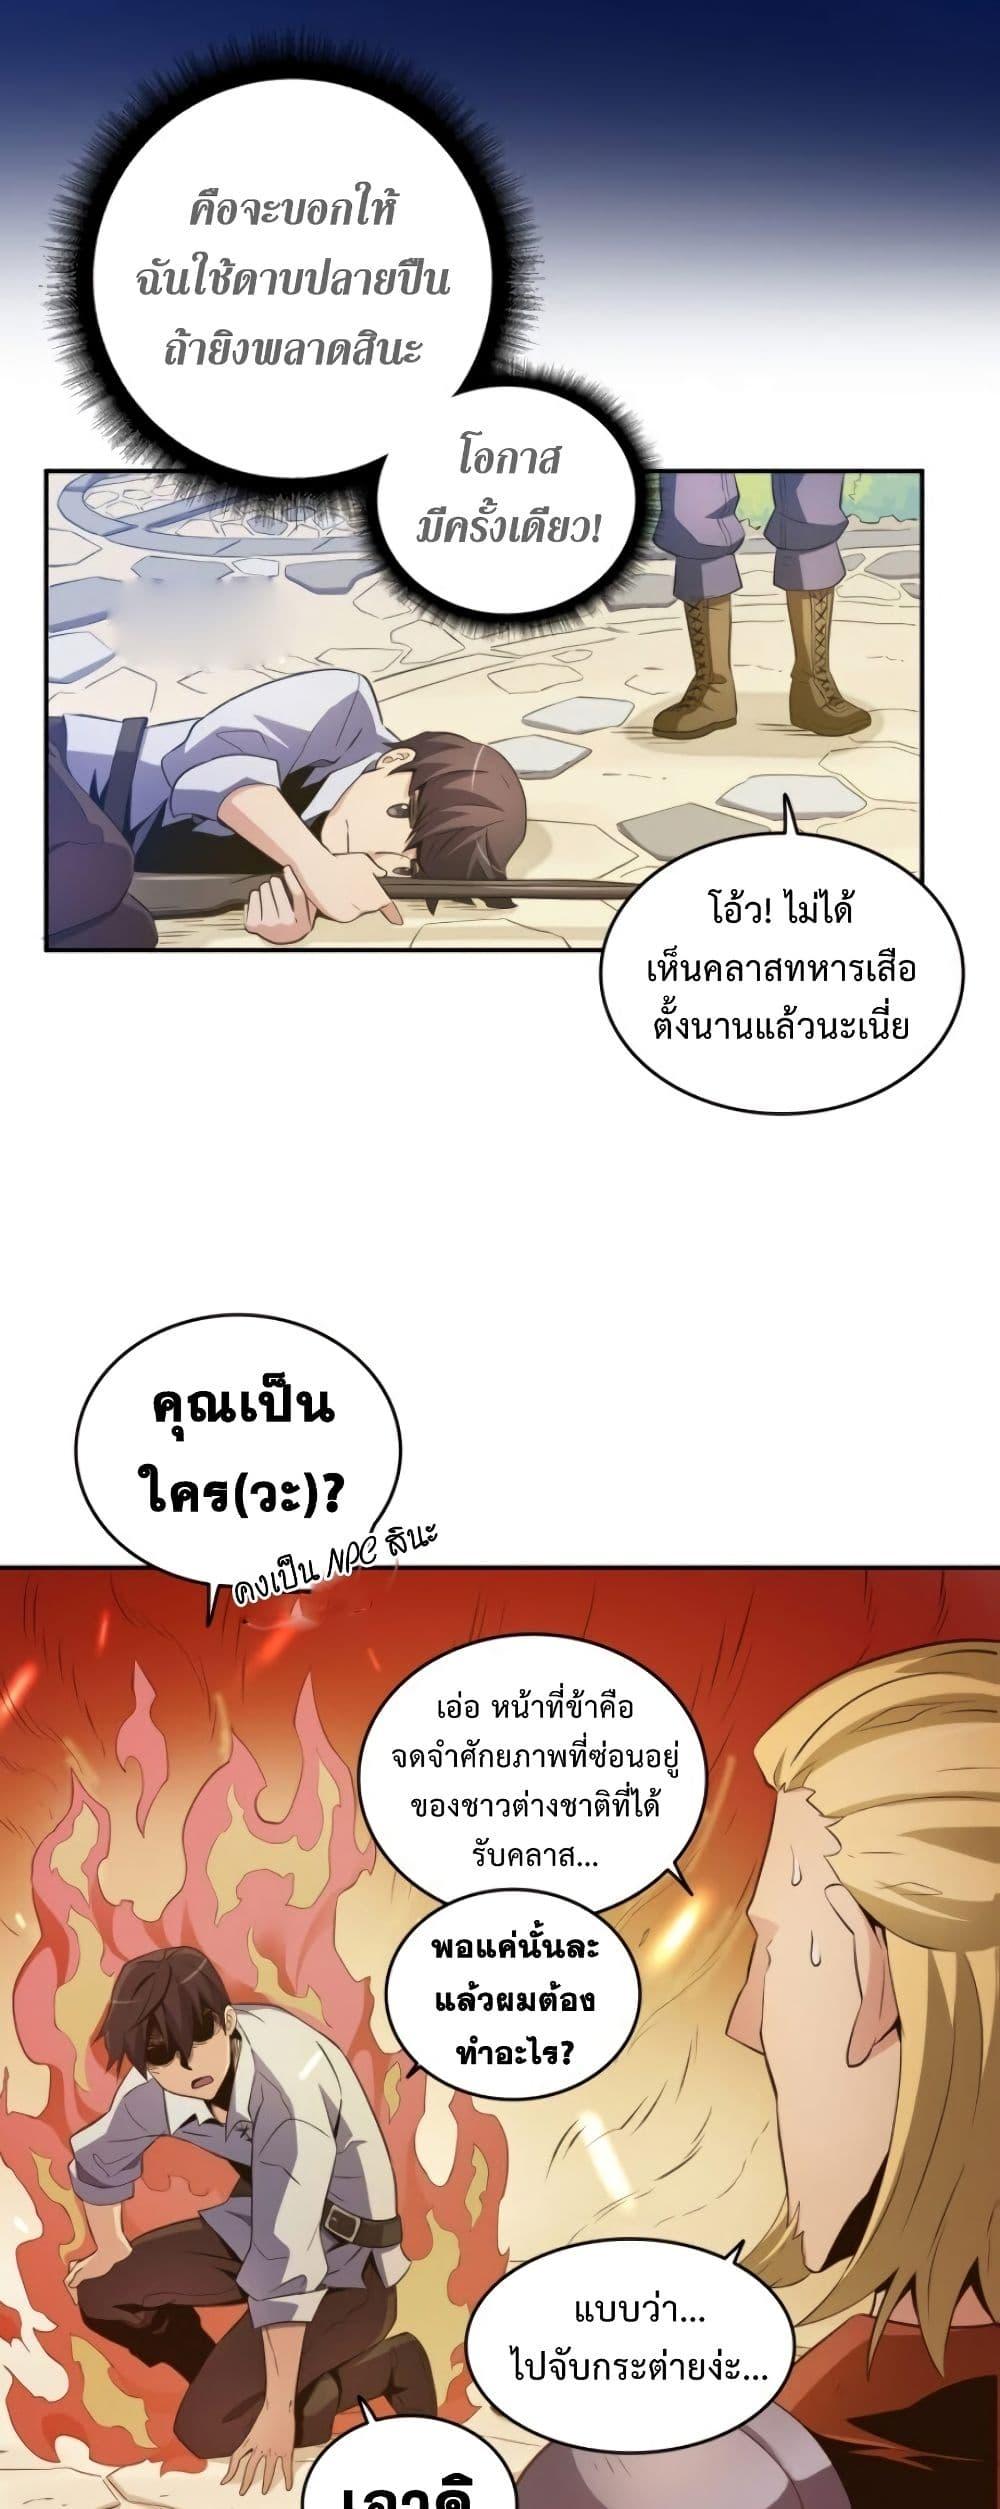 คือจะบอกให้
ฉันใช้ดาบปลายปืน
ถ้ายิงพลาดสินะ
โอกาส
มีครั้งเดียว!
โอ้ว! ไม่ได้
เห็นคลาสทหารเสือ
ตั้งนานแล้วนะเนี่ย
คุณเป็น
ใคร(วะ)?
คงเป็น NPC สินะ
เอ่อ หน้าที่ข้าคือ
จดจำศักยภาพที่ซ่อนอยู่
ของชาวต่างชาติที่ได้
รับคลาส...
พอแค่นั้นละ
แล้วผมต้อง
ทำอะไร?
แบบว่า...
ไปจับกระต่ายง่ะ...